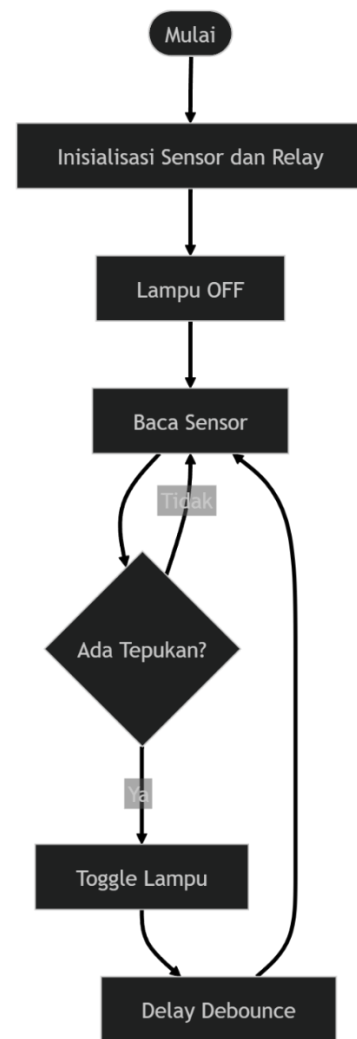 Mulai
Inisialisasi Sensor dan Relay
Lampu OFF
Baca Sensor
Tidak
Ada Tepukan?
Ya
Toggle Lampu
Delay Debounce